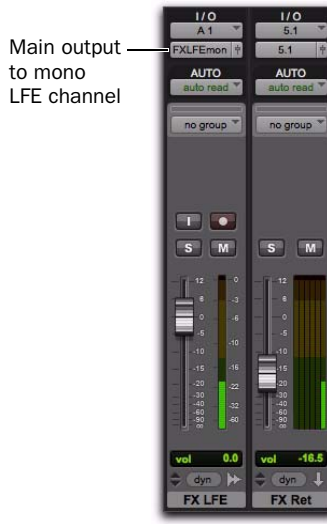 Main output
to mono
LFE channel
I / O
A 1
FXLFEmon
AUTO
auto read
no group
I
S M
12
6
0
-5
-10
-15
-20
-30
-40
-60
-90
∞
0
-3
-6
-10
-16
-22
-32
-60
vol 0.0
dyn
FX LFE
I / O
5.1
5.1
AUTO
auto read
no group
S M
12
6
0
-5
-10
-15
-20
-30
-40
-60
-90
∞
vol -16.5
dyn
FX Ret